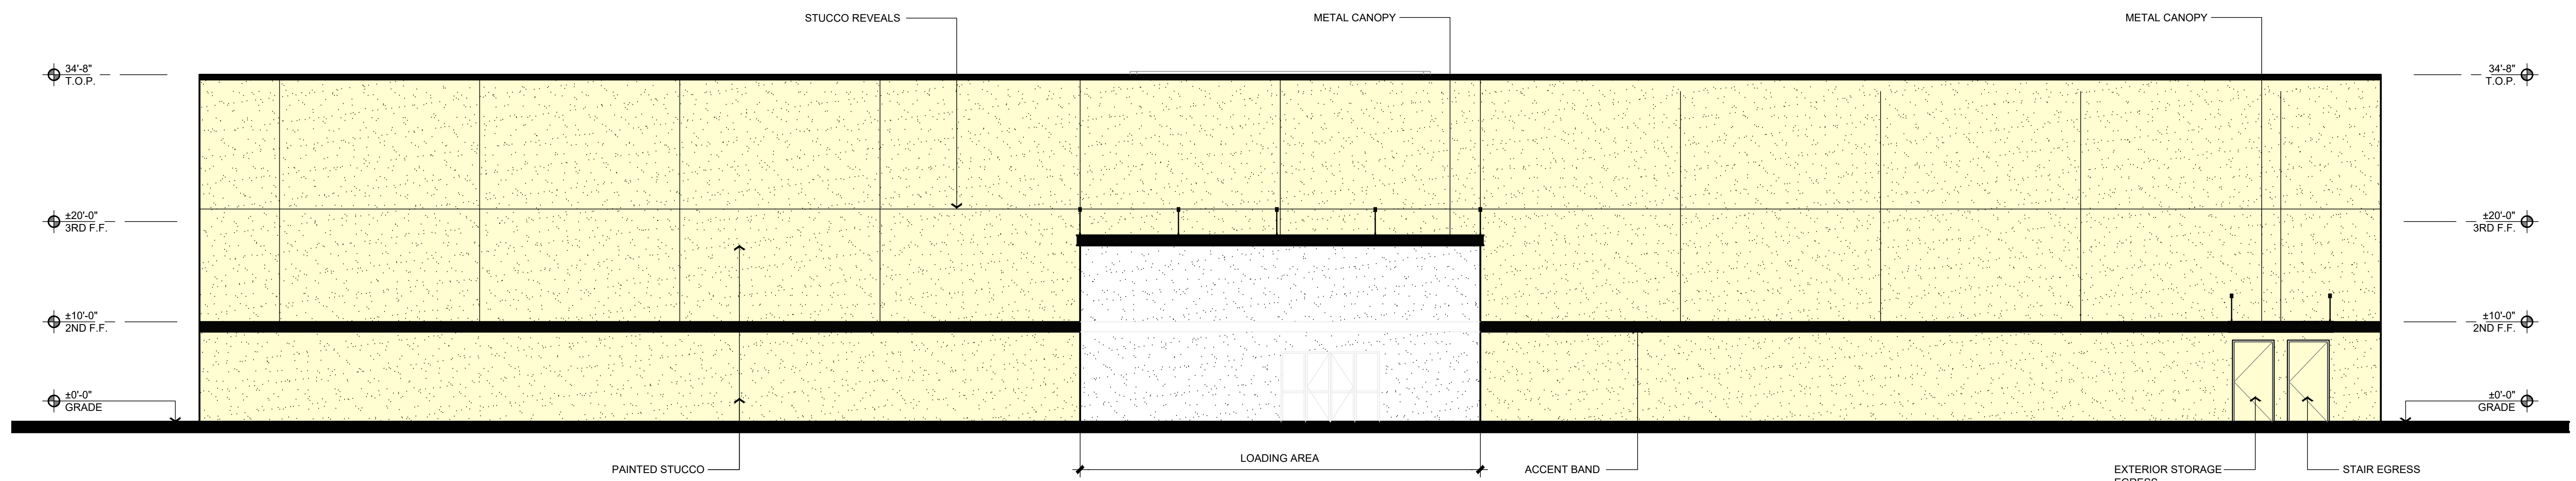 STUCCO REVEALS
METAL CANOPY
METAL CANOPY
34'-8"
T.O.P.
34'-8"
T.O.P.
±20'-0"
3RD F.F.
±20'-0"
3RD F.F.
±10'-0"
2ND F.F.
±10'-0"
2ND F.F.
±0'-0"
GRADE
±0'-0"
GRADE
PAINTED STUCCO
LOADING AREA
ACCENT BAND
EXTERIOR STORAGE
EGRESS
STAIR EGRESS